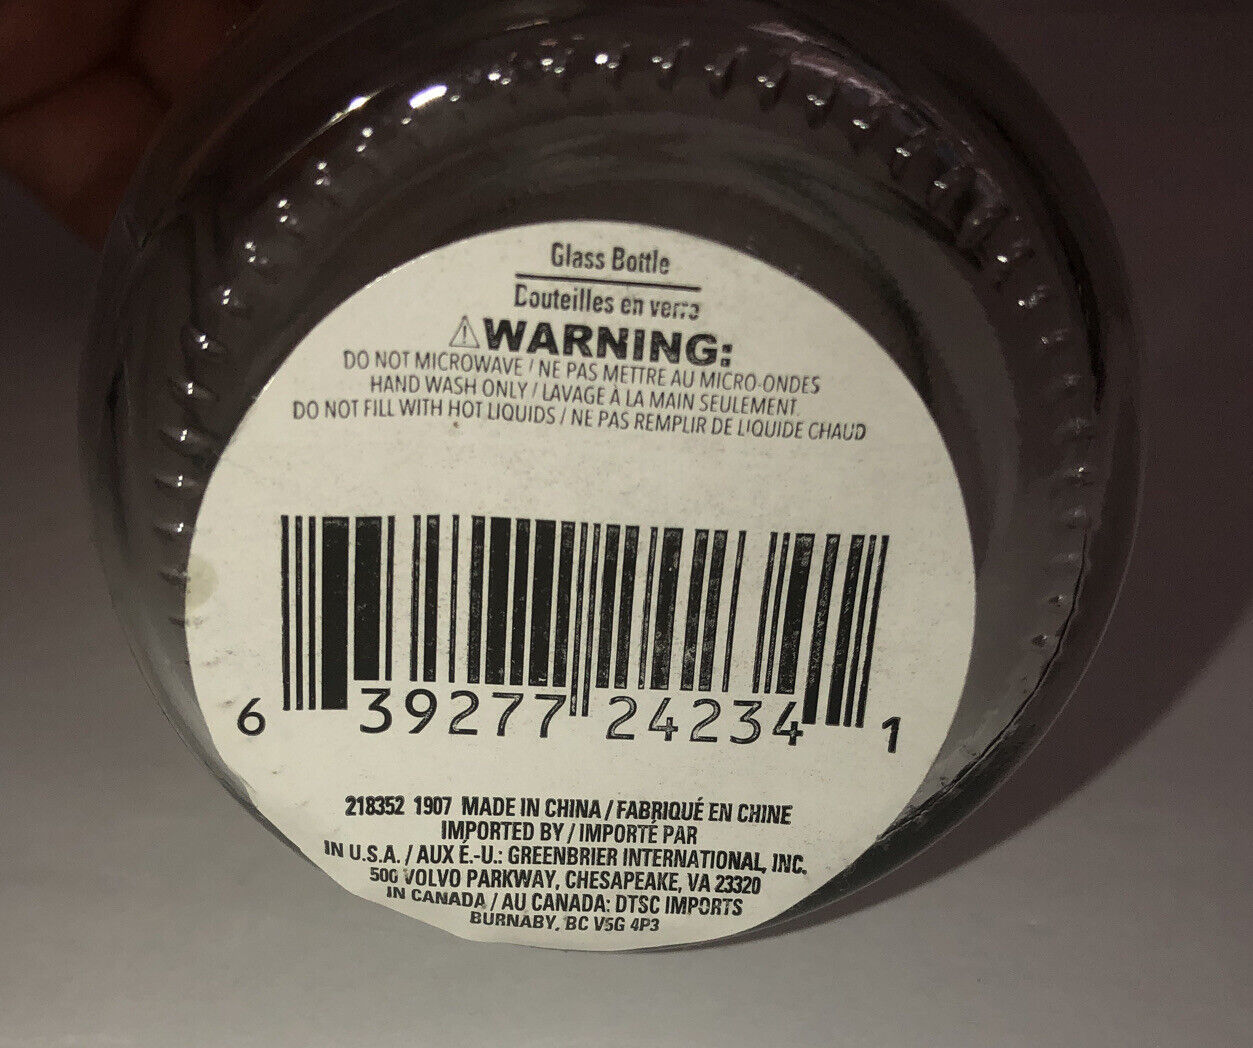 Glass Bottle
Bouteilles en verre
⚠WARNING:
DO NOT MICROWAVE / NE PAS METTRE AU MICRO-ONDES
HAND WASH ONLY / LAVAGE À LA MAIN SEULEMENT.
DO NOT FILL WITH HOT LIQUIDS / NE PAS REMPLIR DE LIQUIDE CHAUD
6 39277 24234 1
218352 1907 MADE IN CHINA / FABRIQUÉ EN CHINE
IMPORTED BY / IMPORTÉ PAR
IN U.S.A. / AUX É.-U.: GREENBRIER INTERNATIONAL, INC.
500 VOLVO PARKWAY, CHESAPEAKE, VA 23320
IN CANADA / AU CANADA: DTSC IMPORTS
BURNABY, BC V5G 4P3